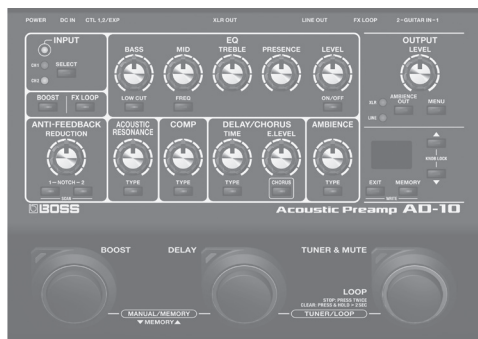 POWER DC IN CTL 1,2/EXP XLR OUT LINE OUT FX LOOP 2-GUITAR IN-1
INPUT
CH1
CH2
SELECT
BOOST FX LOOP
EQ
BASS MID TREBLE PRESENCE LEVEL
LOW CUT FREQ ON/OFF
OUTPUT
LEVEL
XLR
LINE
AMBIENCE
OUT
MENU
ANTI-FEEDBACK
REDUCTION
1-NOTCH-2
ACOUSTIC
RESONANCE
TYPE
COMP
TYPE
DELAY/CHORUS
TIME E.LEVEL
TYPE CHORUS
AMBIENCE
TYPE
KNOB LOCK
EXIT MEMORY
WRITE
BOSS
Acoustic Preamp AD-10
BOOST DELAY TUNER & MUTE
LOOP
STOP: PRESS TWICE
CLEAR: PRESS & HOLD > 2 SEC
MANUAL/MEMORY TUNER/LOOP
▼MEMORY▲